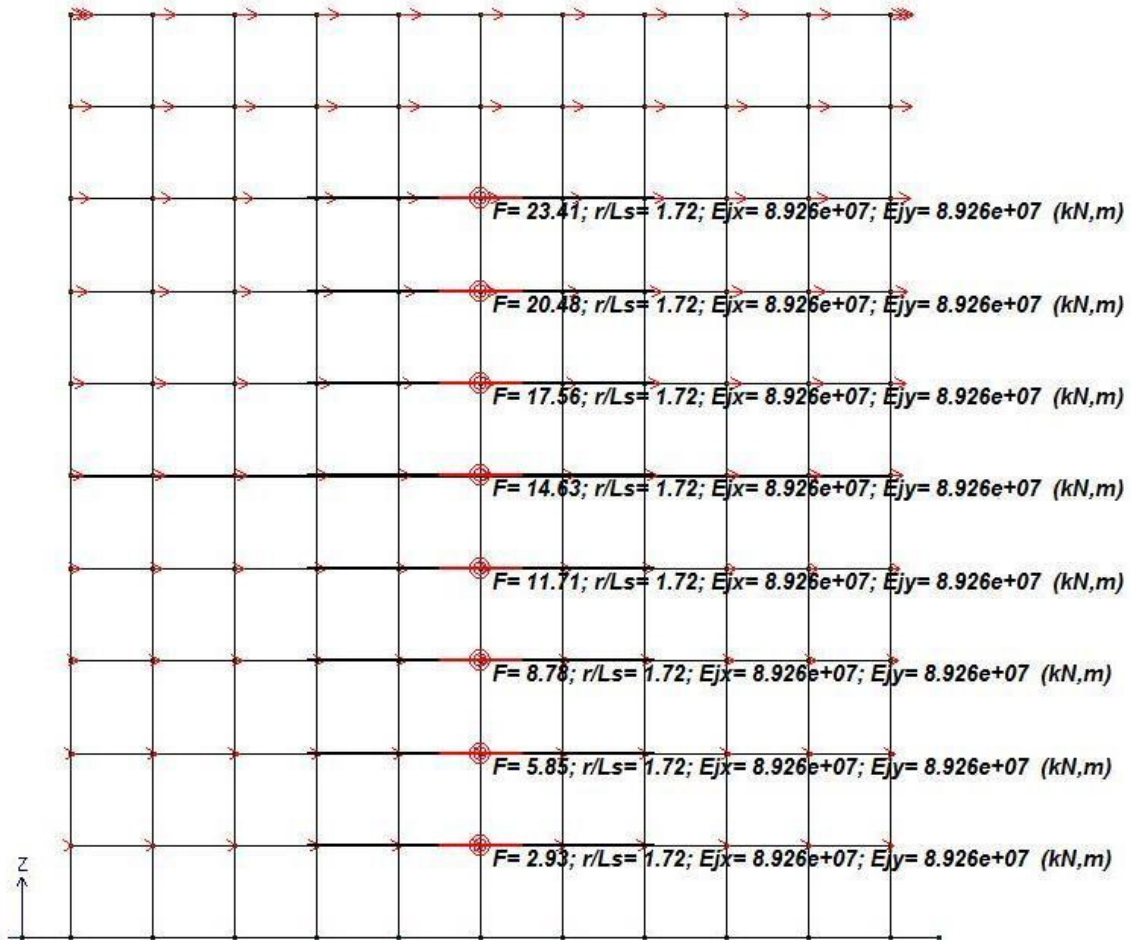 F= 23.41; r/Ls= 1.72; Ejx= 8.926e+07; Ejy= 8.926e+07 (kN,m)
F= 20.48; r/Ls= 1.72; Ejx= 8.926e+07; Ejy= 8.926e+07 (kN,m)
F= 17.56; r/Ls= 1.72; Ejx= 8.926e+07; Ejy= 8.926e+07 (kN,m)
F= 14.63; r/Ls= 1.72; Ejx= 8.926e+07; Ejy= 8.926e+07 (kN,m)
F= 11.71; r/Ls= 1.72; Ejx= 8.926e+07; Ejy= 8.926e+07 (kN,m)
F= 8.78; r/Ls= 1.72; Ejx= 8.926e+07; Ejy= 8.926e+07 (kN,m)
F= 5.85; r/Ls= 1.72; Ejx= 8.926e+07; Ejy= 8.926e+07 (kN,m)
F= 2.93; r/Ls= 1.72; Ejx= 8.926e+07; Ejy= 8.926e+07 (kN,m)
Z